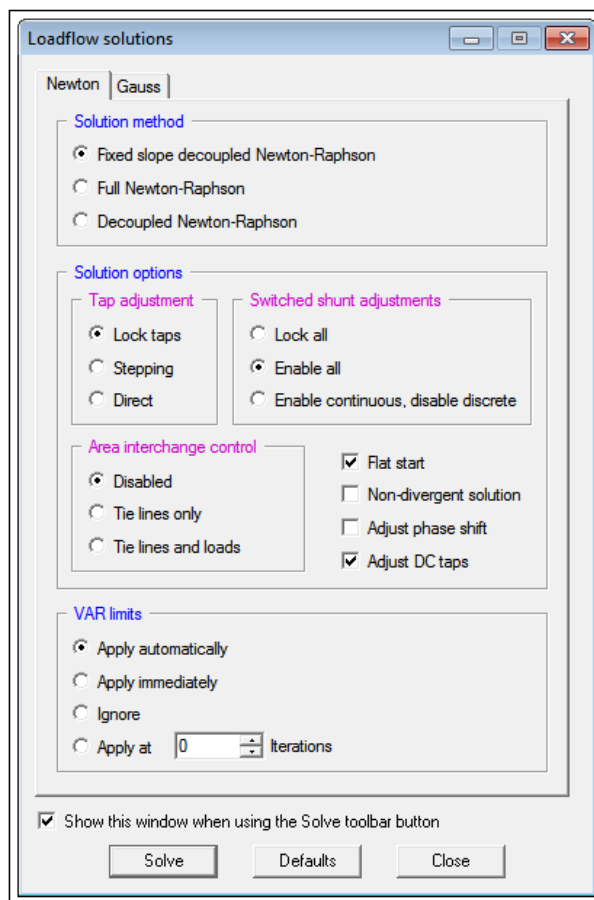 Loadflow solutions
Newton Gauss
Solution method
Fixed slope decoupled Newton-Raphson
Full Newton-Raphson
Decoupled Newton-Raphson
Solution options
Tap adjustment
Lock taps
Stepping
Direct
Switched shunt adjustments
Lock all
Enable all
Enable continuous, disable discrete
Area interchange control
Disabled
Tie lines only
Tie lines and loads
Flat start
Non-divergent solution
Adjust phase shift
Adjust DC taps
VAR limits
Apply automatically
Apply immediately
Ignore
Apply at 0 Iterations
Show this window when using the Solve toolbar button
Solve Defaults Close